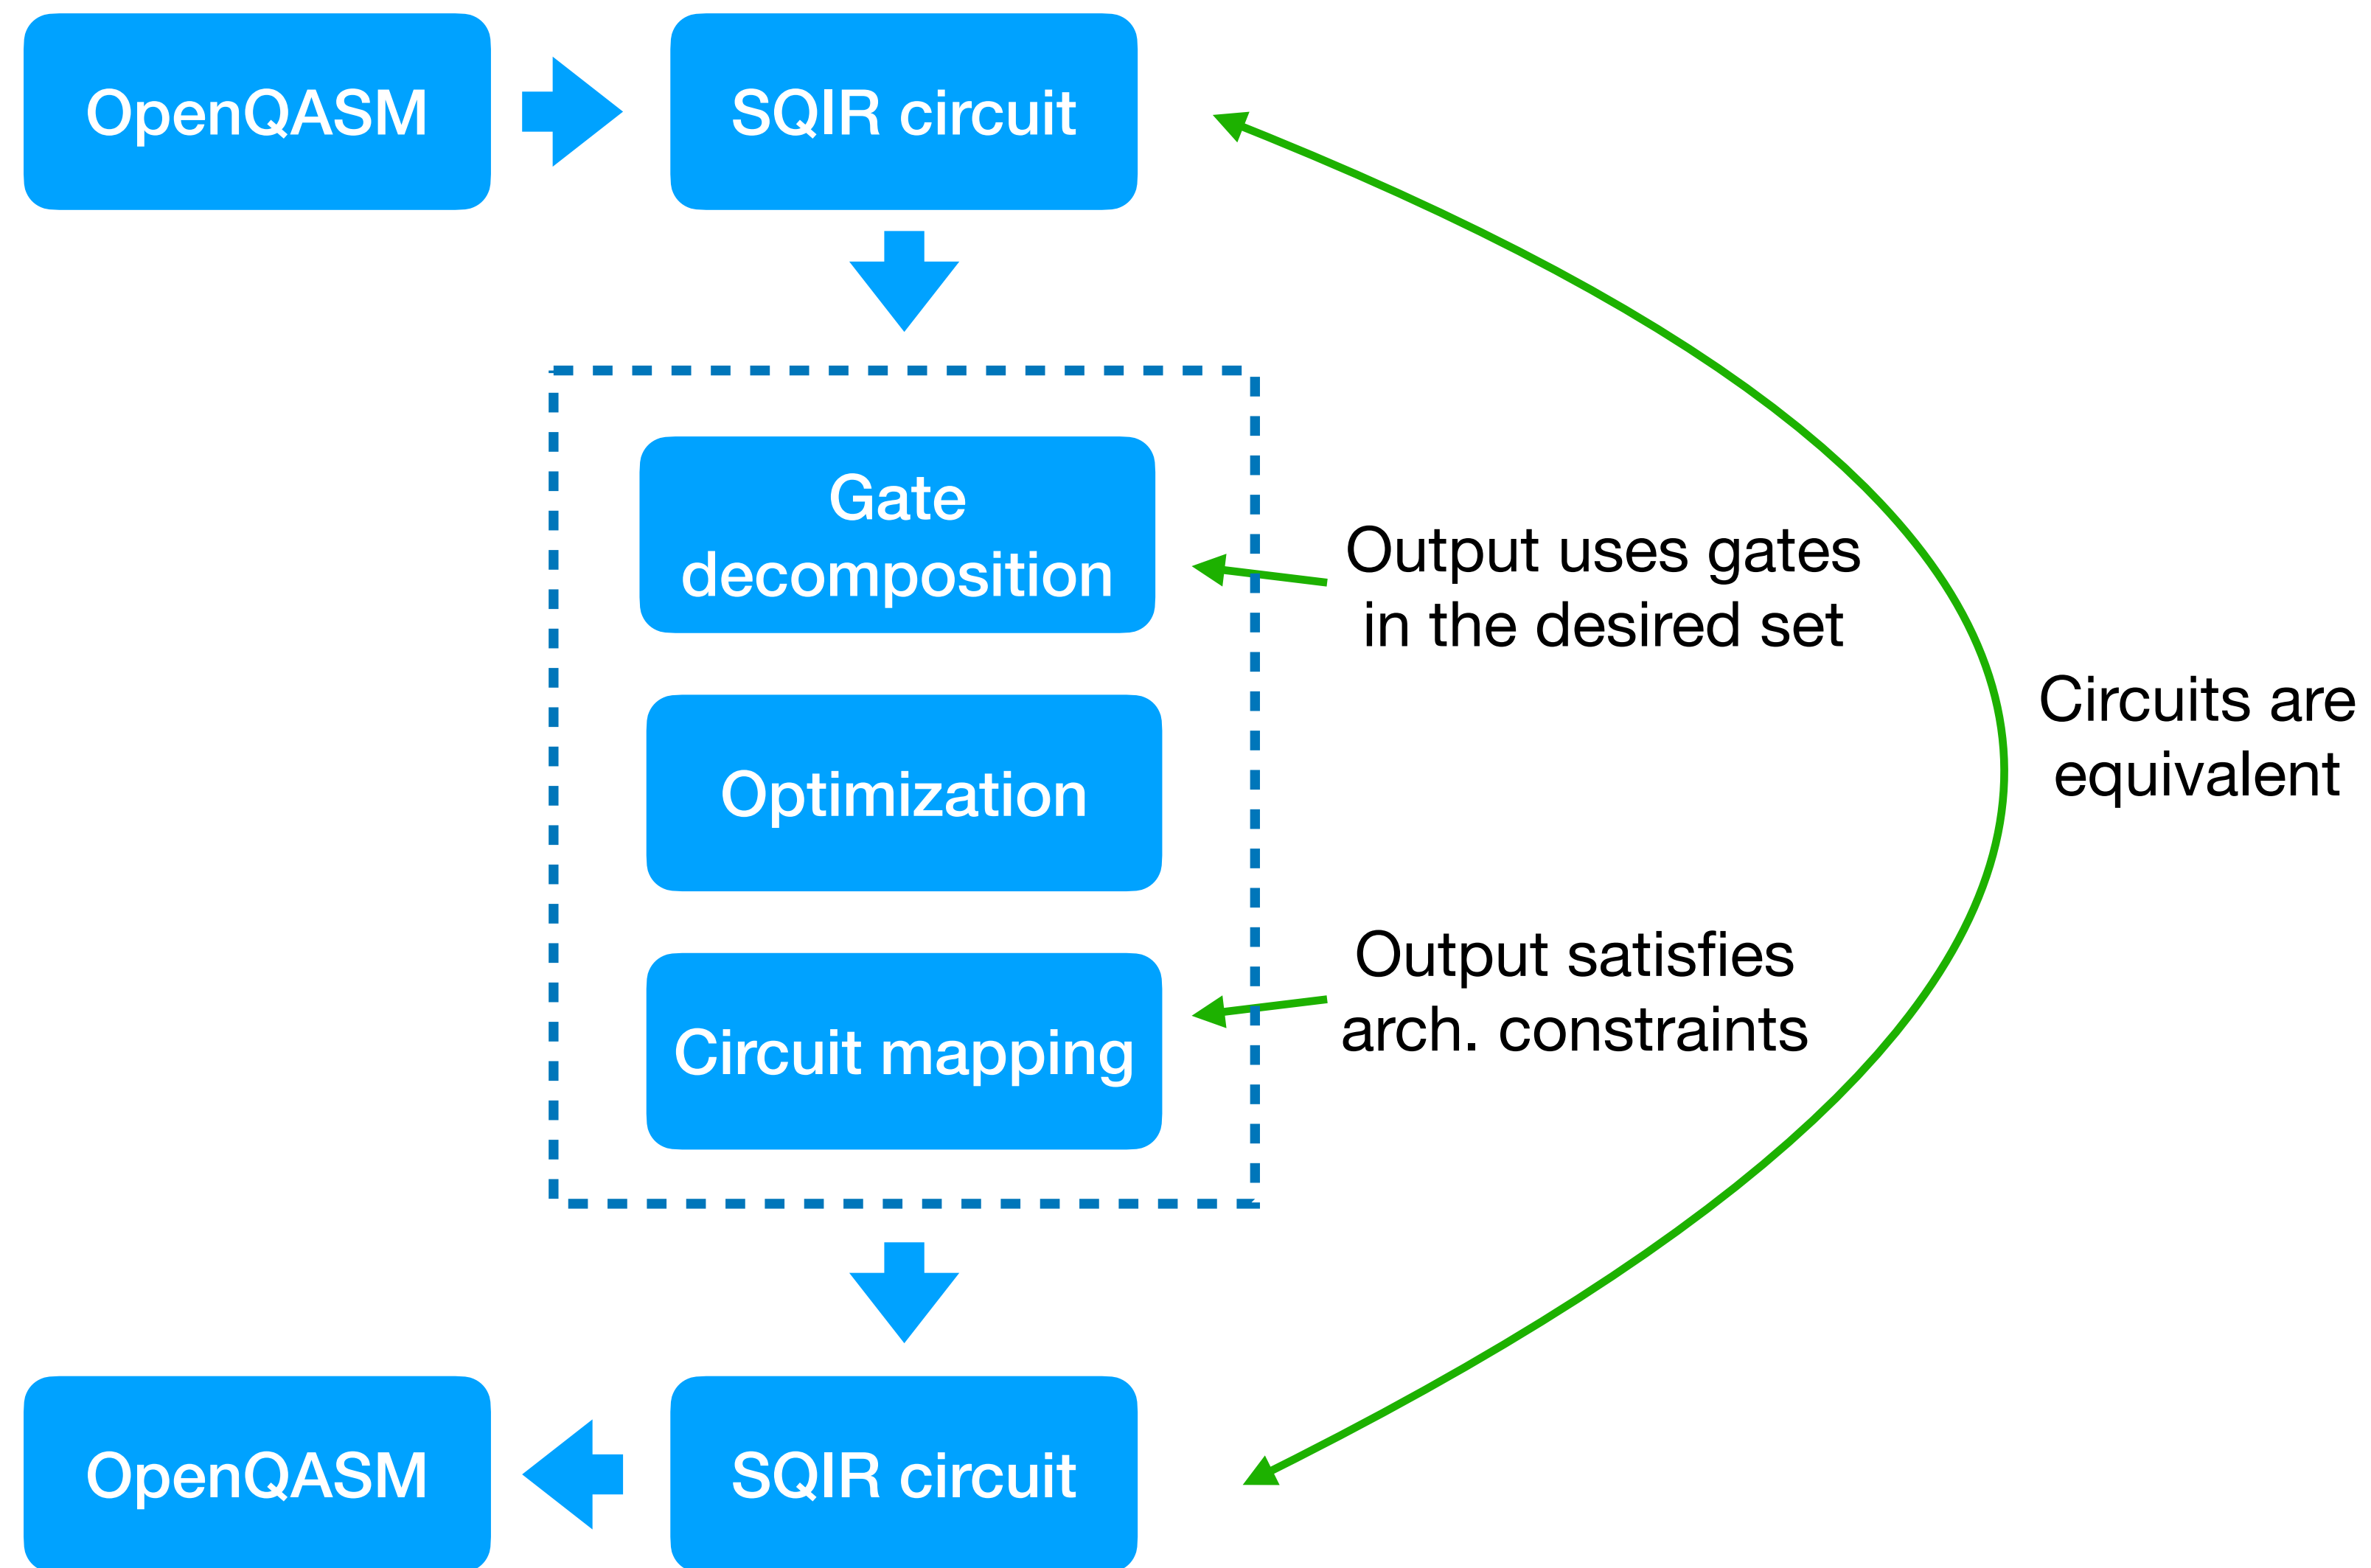 OpenQASM
SQIR circuit
Gate
decomposition
Output uses gates
in the desired set
Optimization
Circuits are
equivalent
Circuit mapping
Output satisfies
arch. constraints
OpenQASM
SQIR circuit